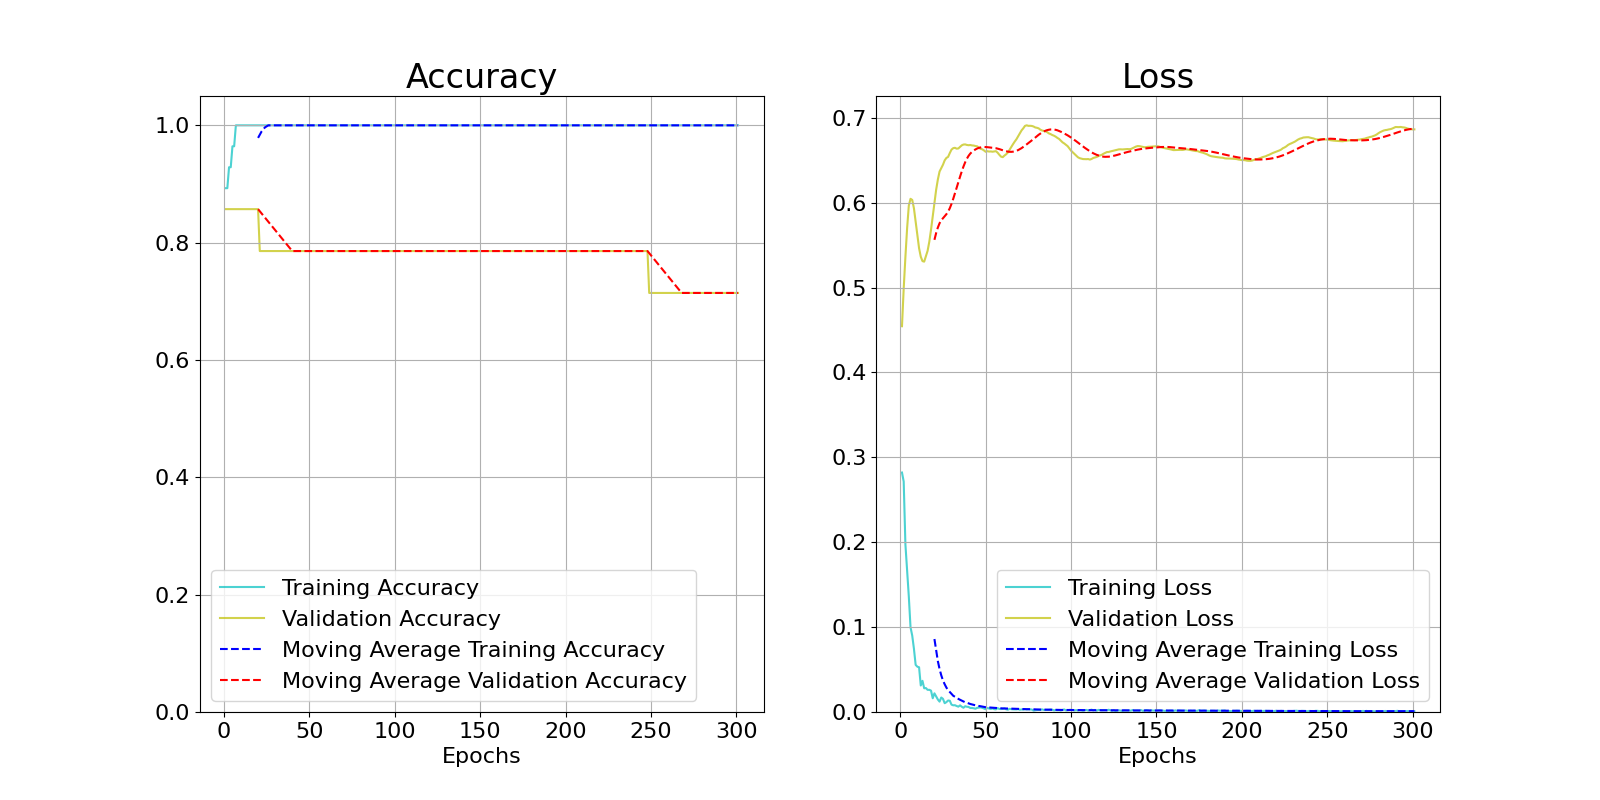 Accuracy
1.0
0.8
0.6
0.4
0.2
0.0
Training Accuracy
Validation Accuracy
Moving Average Training Accuracy
Moving Average Validation Accuracy
0 50 100 150 200 250 300
Epochs
Loss
0.7
0.6
0.5
0.4
0.3
0.2
0.1
0.0
Training Loss
Validation Loss
Moving Average Training Loss
Moving Average Validation Loss
0 50 100 150 200 250 300
Epochs